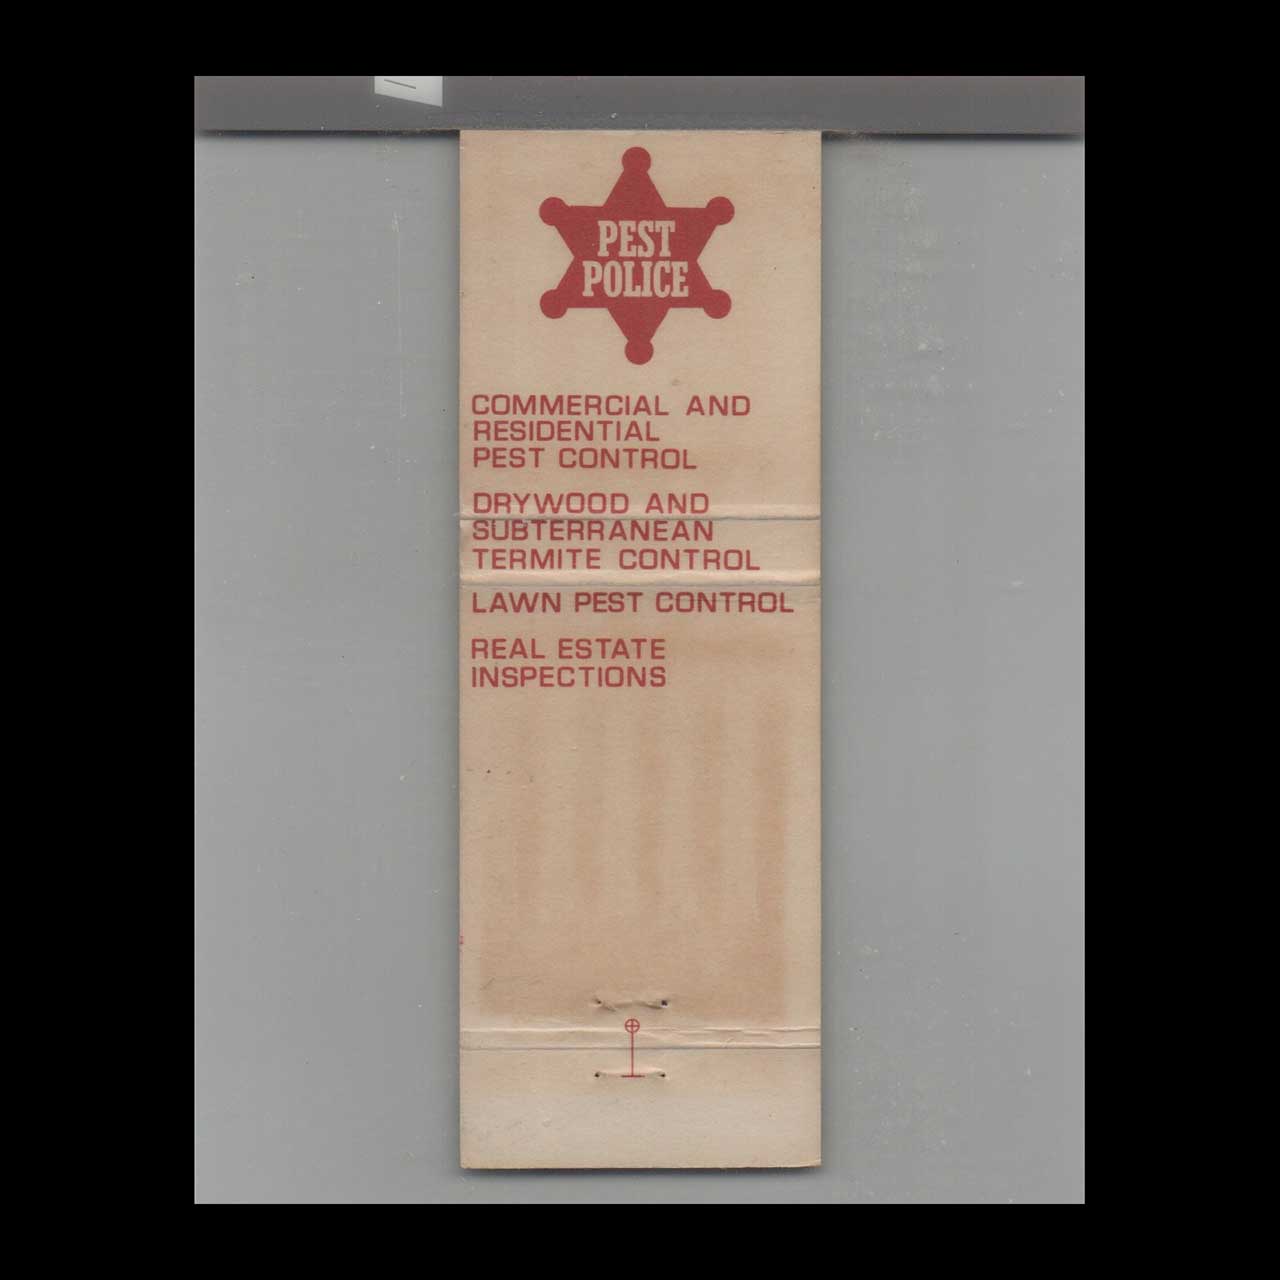 PEST
POLICE
COMMERCIAL AND
RESIDENTIAL
PEST CONTROL
DRYWOOD AND
SUBTERRANEAN
TERMITE CONTROL
LAWN PEST CONTROL
REAL ESTATE
INSPECTIONS